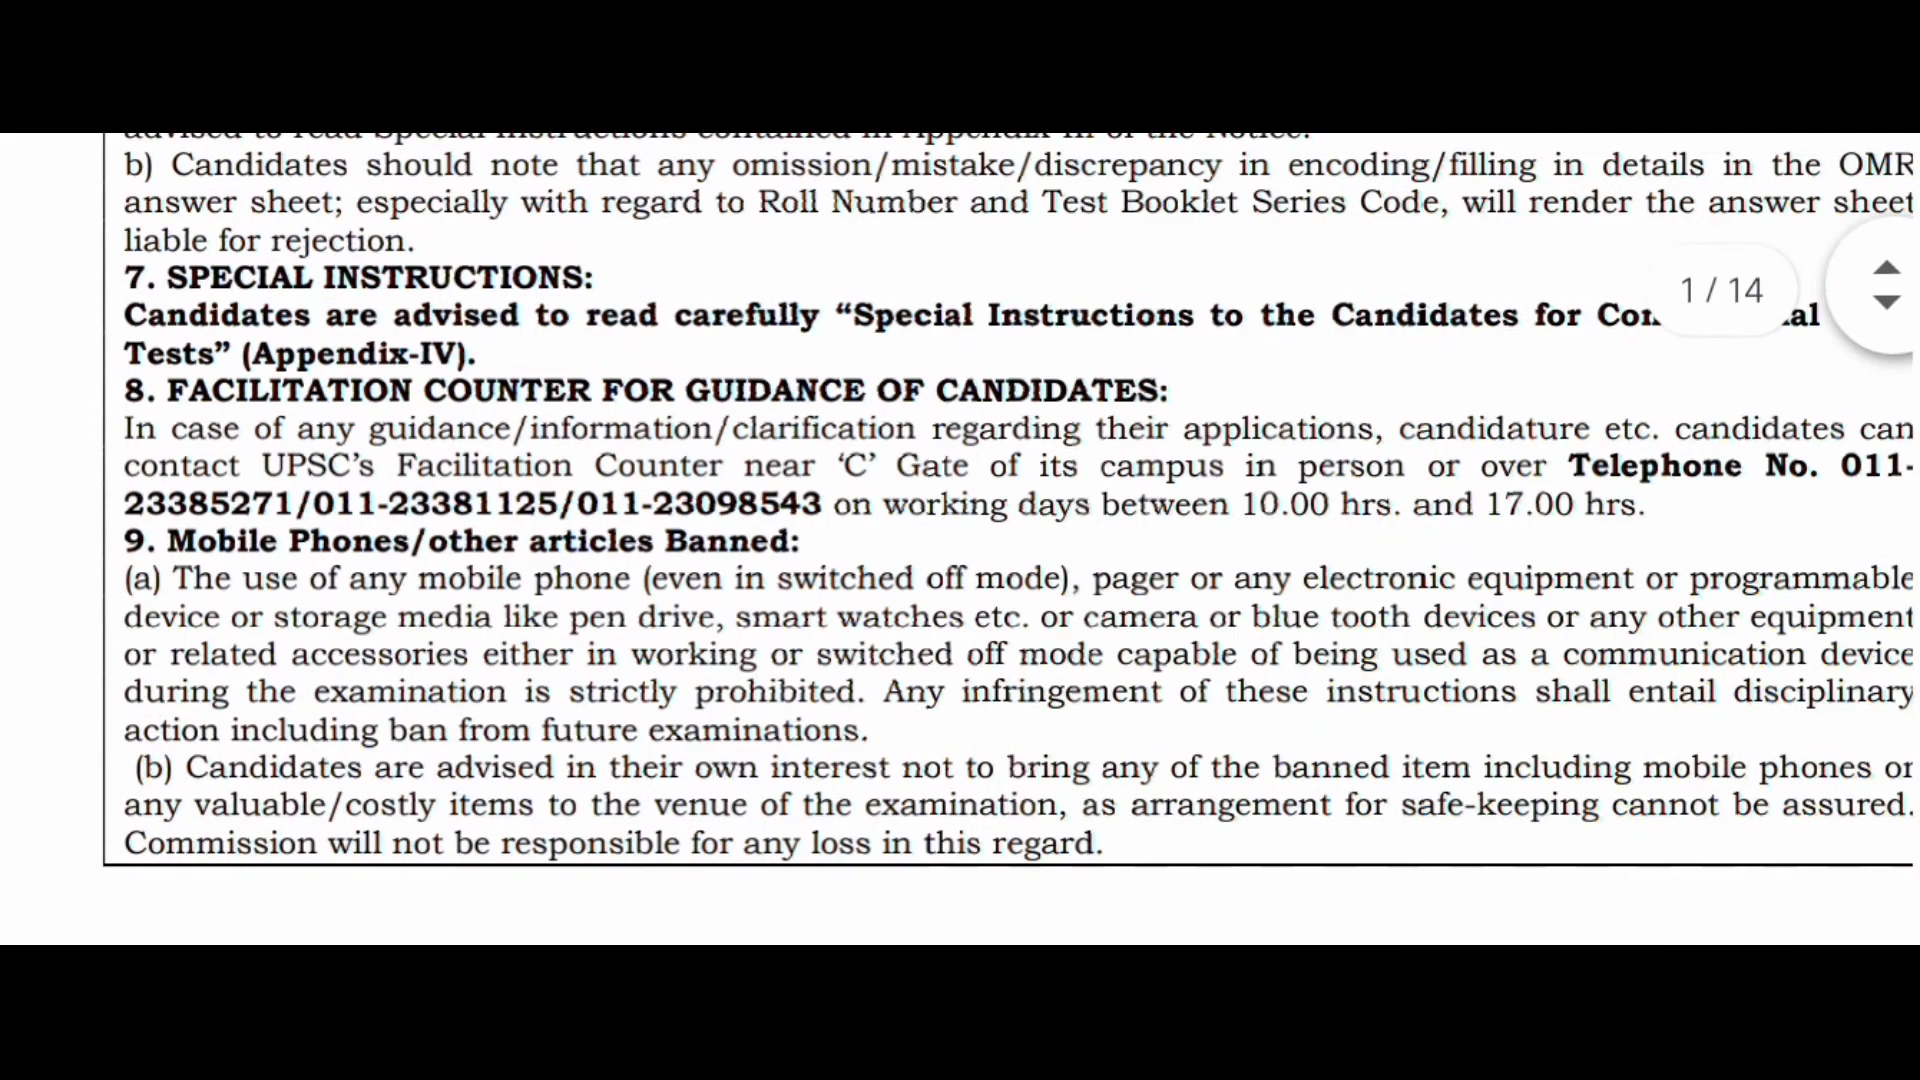 advised to read Special Instructions contained in Appendix-III of the Notice.
b) Candidates should note that any omission/mistake/discrepancy in encoding/filling in details in the OMR
answer sheet; especially with regard to Roll Number and Test Booklet Series Code, will render the answer sheet
liable for rejection.
7. SPECIAL INSTRUCTIONS:
1 / 14
Candidates are advised to read carefully “Special Instructions to the Candidates for
Tests” (Appendix-IV).
8. FACILITATION COUNTER FOR GUIDANCE OF CANDIDATES:
In case of any guidance/information/clarification regarding their applications, candidature etc. candidates can
contact UPSC’s Facilitation Counter near ‘C’ Gate of its campus in person or over Telephone No. 011-
23385271/011-23381125/011-23098543 on working days between 10.00 hrs. and 17.00 hrs.
9. Mobile Phones/other articles Banned:
(a) The use of any mobile phone (even in switched off mode), pager or any electronic equipment or programmable
device or storage media like pen drive, smart watches etc. or camera or blue tooth devices or any other equipment
or related accessories either in working or switched off mode capable of being used as a communication device
during the examination is strictly prohibited. Any infringement of these instructions shall entail disciplinary
action including ban from future examinations.
(b) Candidates are advised in their own interest not to bring any of the banned item including mobile phones or
any valuable/costly items to the venue of the examination, as arrangement for safe-keeping cannot be assured.
Commission will not be responsible for any loss in this regard.